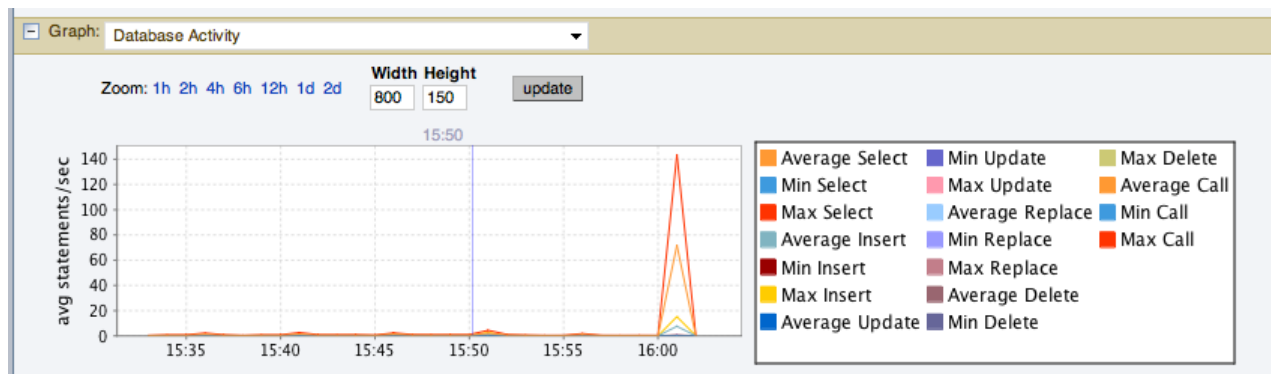 Graph: Database Activity
Zoom: 1h 2h 4h 6h 12h 1d 2d
Width Height
800 150
update
15:50
avg statements/sec
140
120
100
80
60
40
20
0
15:35 15:40 15:45 15:50 15:55 16:00
Average Select Min Update Max Delete
Min Select Max Update Average Call
Max Select Average Replace Min Call
Average Insert Min Replace Max Call
Min Insert Max Replace
Max Insert Average Delete
Average Update Min Delete